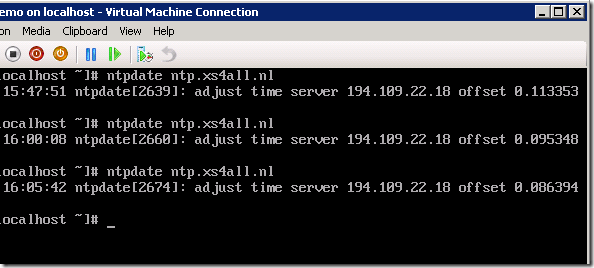 emo on localhost - Virtual Machine Connection
on Media Clipboard View Help
localhost ~]# ntpdate ntp.xs4all.nl
15:47:51 ntpdate[2639]: adjust time server 194.109.22.18 offset 0.113353
localhost ~]# ntpdate ntp.xs4all.nl
16:00:08 ntpdate[2660]: adjust time server 194.109.22.18 offset 0.095348
localhost ~]# ntpdate ntp.xs4all.nl
16:05:42 ntpdate[2674]: adjust time server 194.109.22.18 offset 0.086394
localhost ~]# _